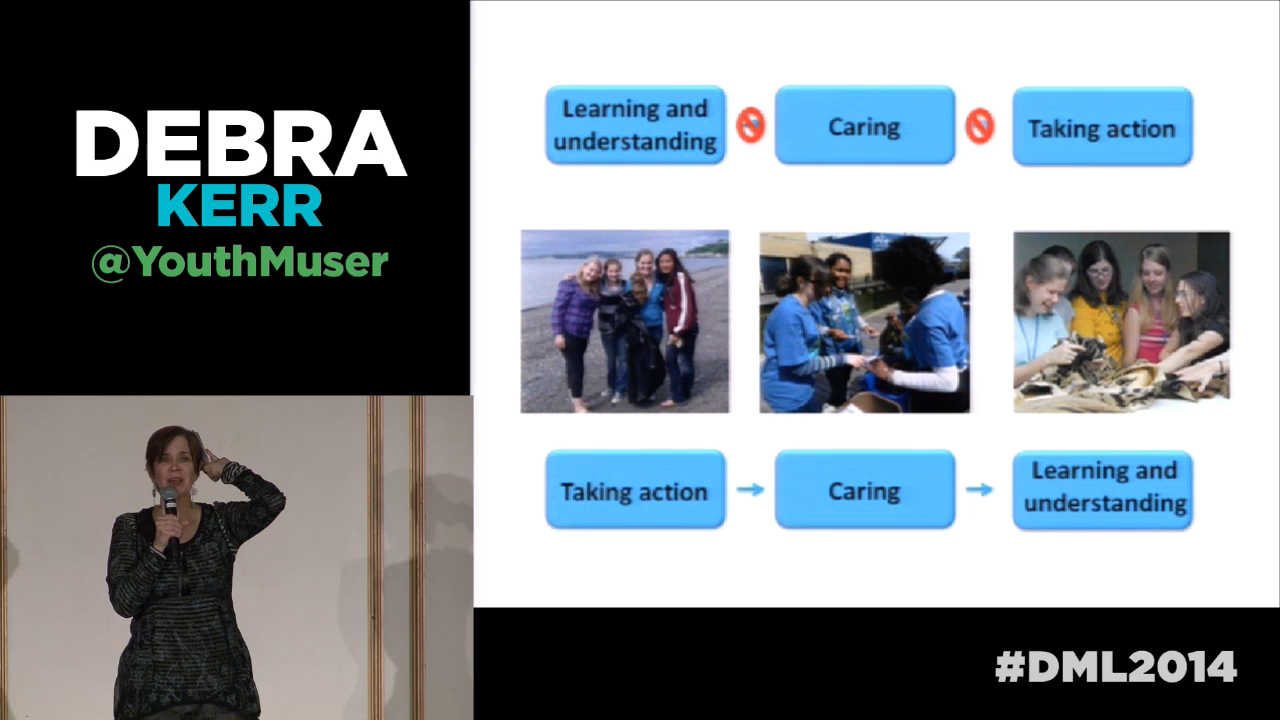 DEBRA
KERR
@YouthMuser
Learning and
understanding
Caring
Taking action
Taking action
Caring
Learning and
understanding
#DML2014